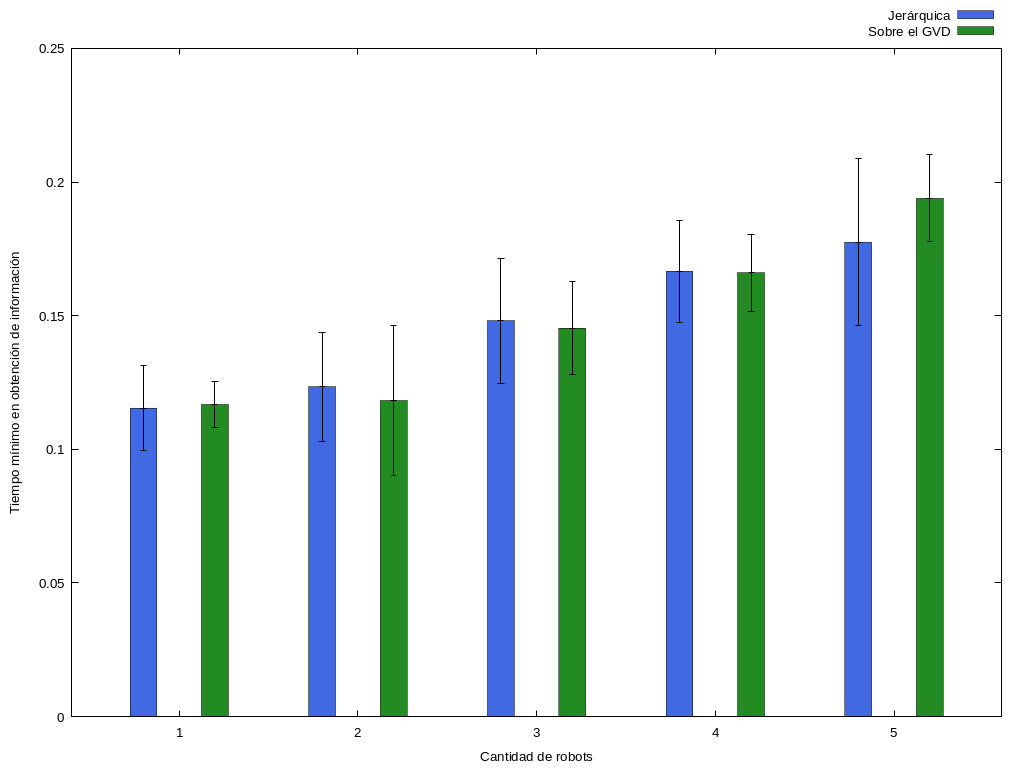 Jerárquica
Sobre el GVD
0.25
0.2
0.15
0.1
0.05
0
Tiempo mínimo en obtención de información
1 2 3 4 5
Cantidad de robots